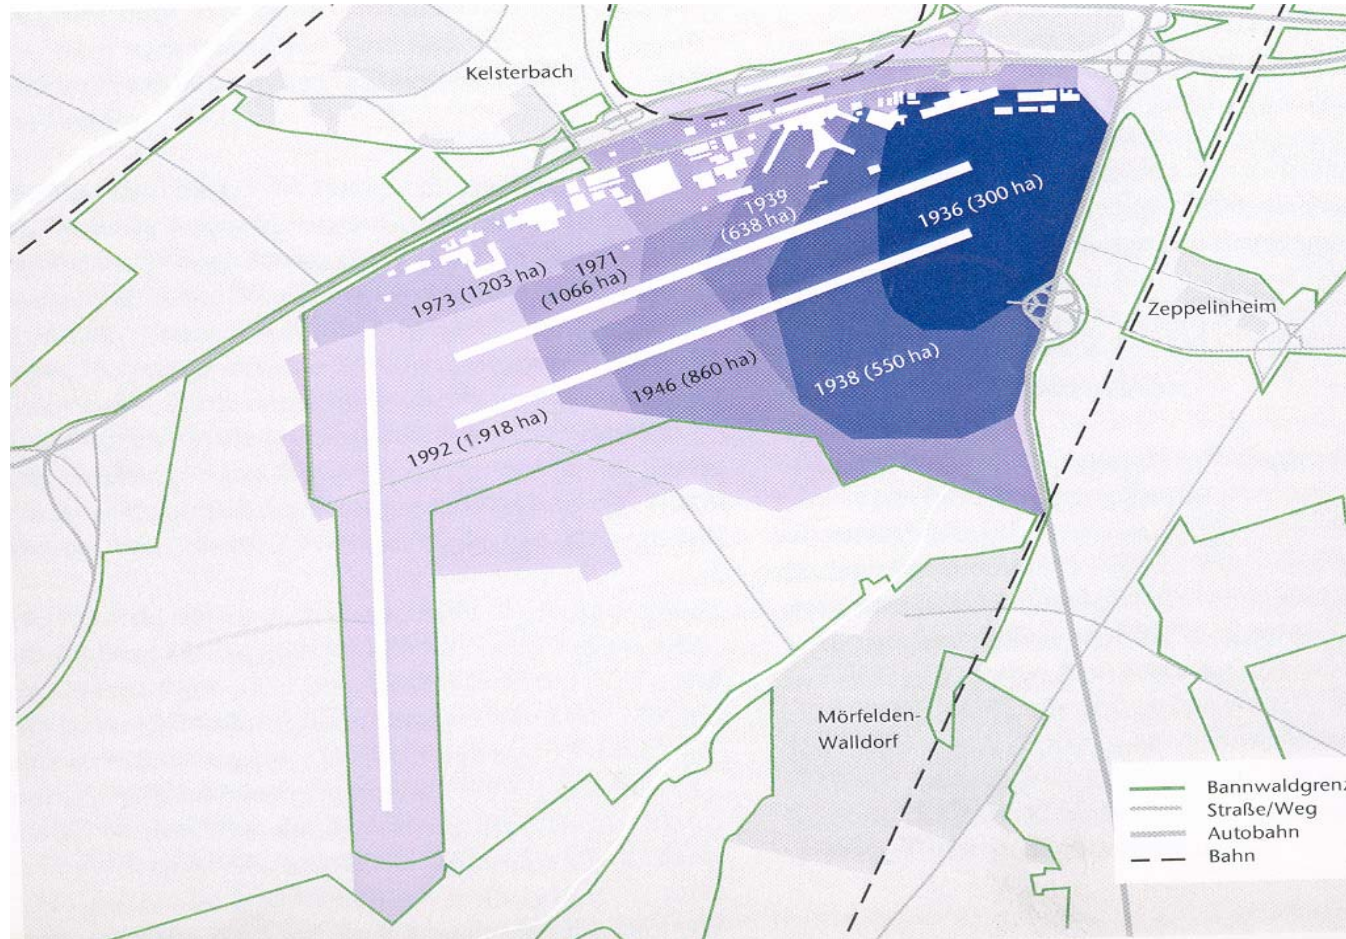 Kelsterbach
1939
(638 ha)
1936 (300 ha)
1971
(1066 ha)
1973 (1203 ha)
Zeppelinheim
1946 (860 ha)
1938 (550 ha)
1992 (1.918 ha)
Mörfelden-
Walldorf
Bannwaldgrenz
Straße/Weg
Autobahn
Bahn